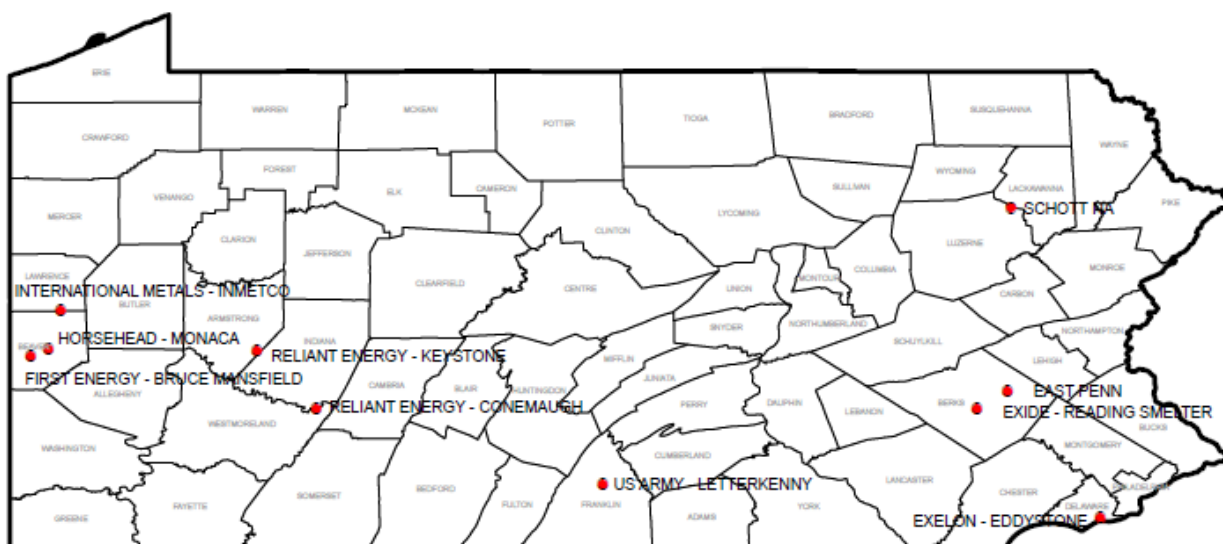 ERIE
WARREN
MCKEAN
POTTER
TIOGA
BRADFORD
SUSQUEHANNA
CRAWFORD
WAYNE
FOREST
WYOMING
VENANGO
ELK
CAMERON
SULLIVAN
LACKAWANNA
MERCER
LYCOMING
SCHOTT NA
PIKE
CLARION
CLINTON
JEFFERSON
LUZERNE
LAWRENCE
CLEARFIELD
COLUMBIA
MONROE
MONTOUR
INTERNATIONAL METALS - INMETCO
CENTRE
UNION
CARBON
BUTLER
ARMSTRONG
NORTHUMBERLAND
SNYDER
NORTHAMPTON
HORSEHEAD - MONACA
BEAVER
INDIANA
SCHUYLKILL
RELIANT ENERGY - KEYSTONE
MIFFLIN
LEHIGH
FIRST ENERGY - BRUCE MANSFIELD
JUNIATA
ALLEGHENY
CAMBRIA
BLAIR
HUNTINGDON
EAST PENN
RELIANT ENERGY - CONEMAUGH
PERRY
DAUPHIN
LEBANON
BERKS
EXIDE - READING SMELTER
WESTMORELAND
BUCKS
WASHINGTON
MONTGOMERY
CUMBERLAND
LANCASTER
US ARMY - LETTERKENNY
PHILADELPHIA
SOMERSET
BEDFORD
FULTON
FRANKLIN
CHESTER
FAYETTE
YORK
DELAWARE
GREENE
ADAMS
EXELON - EDDYSTONE